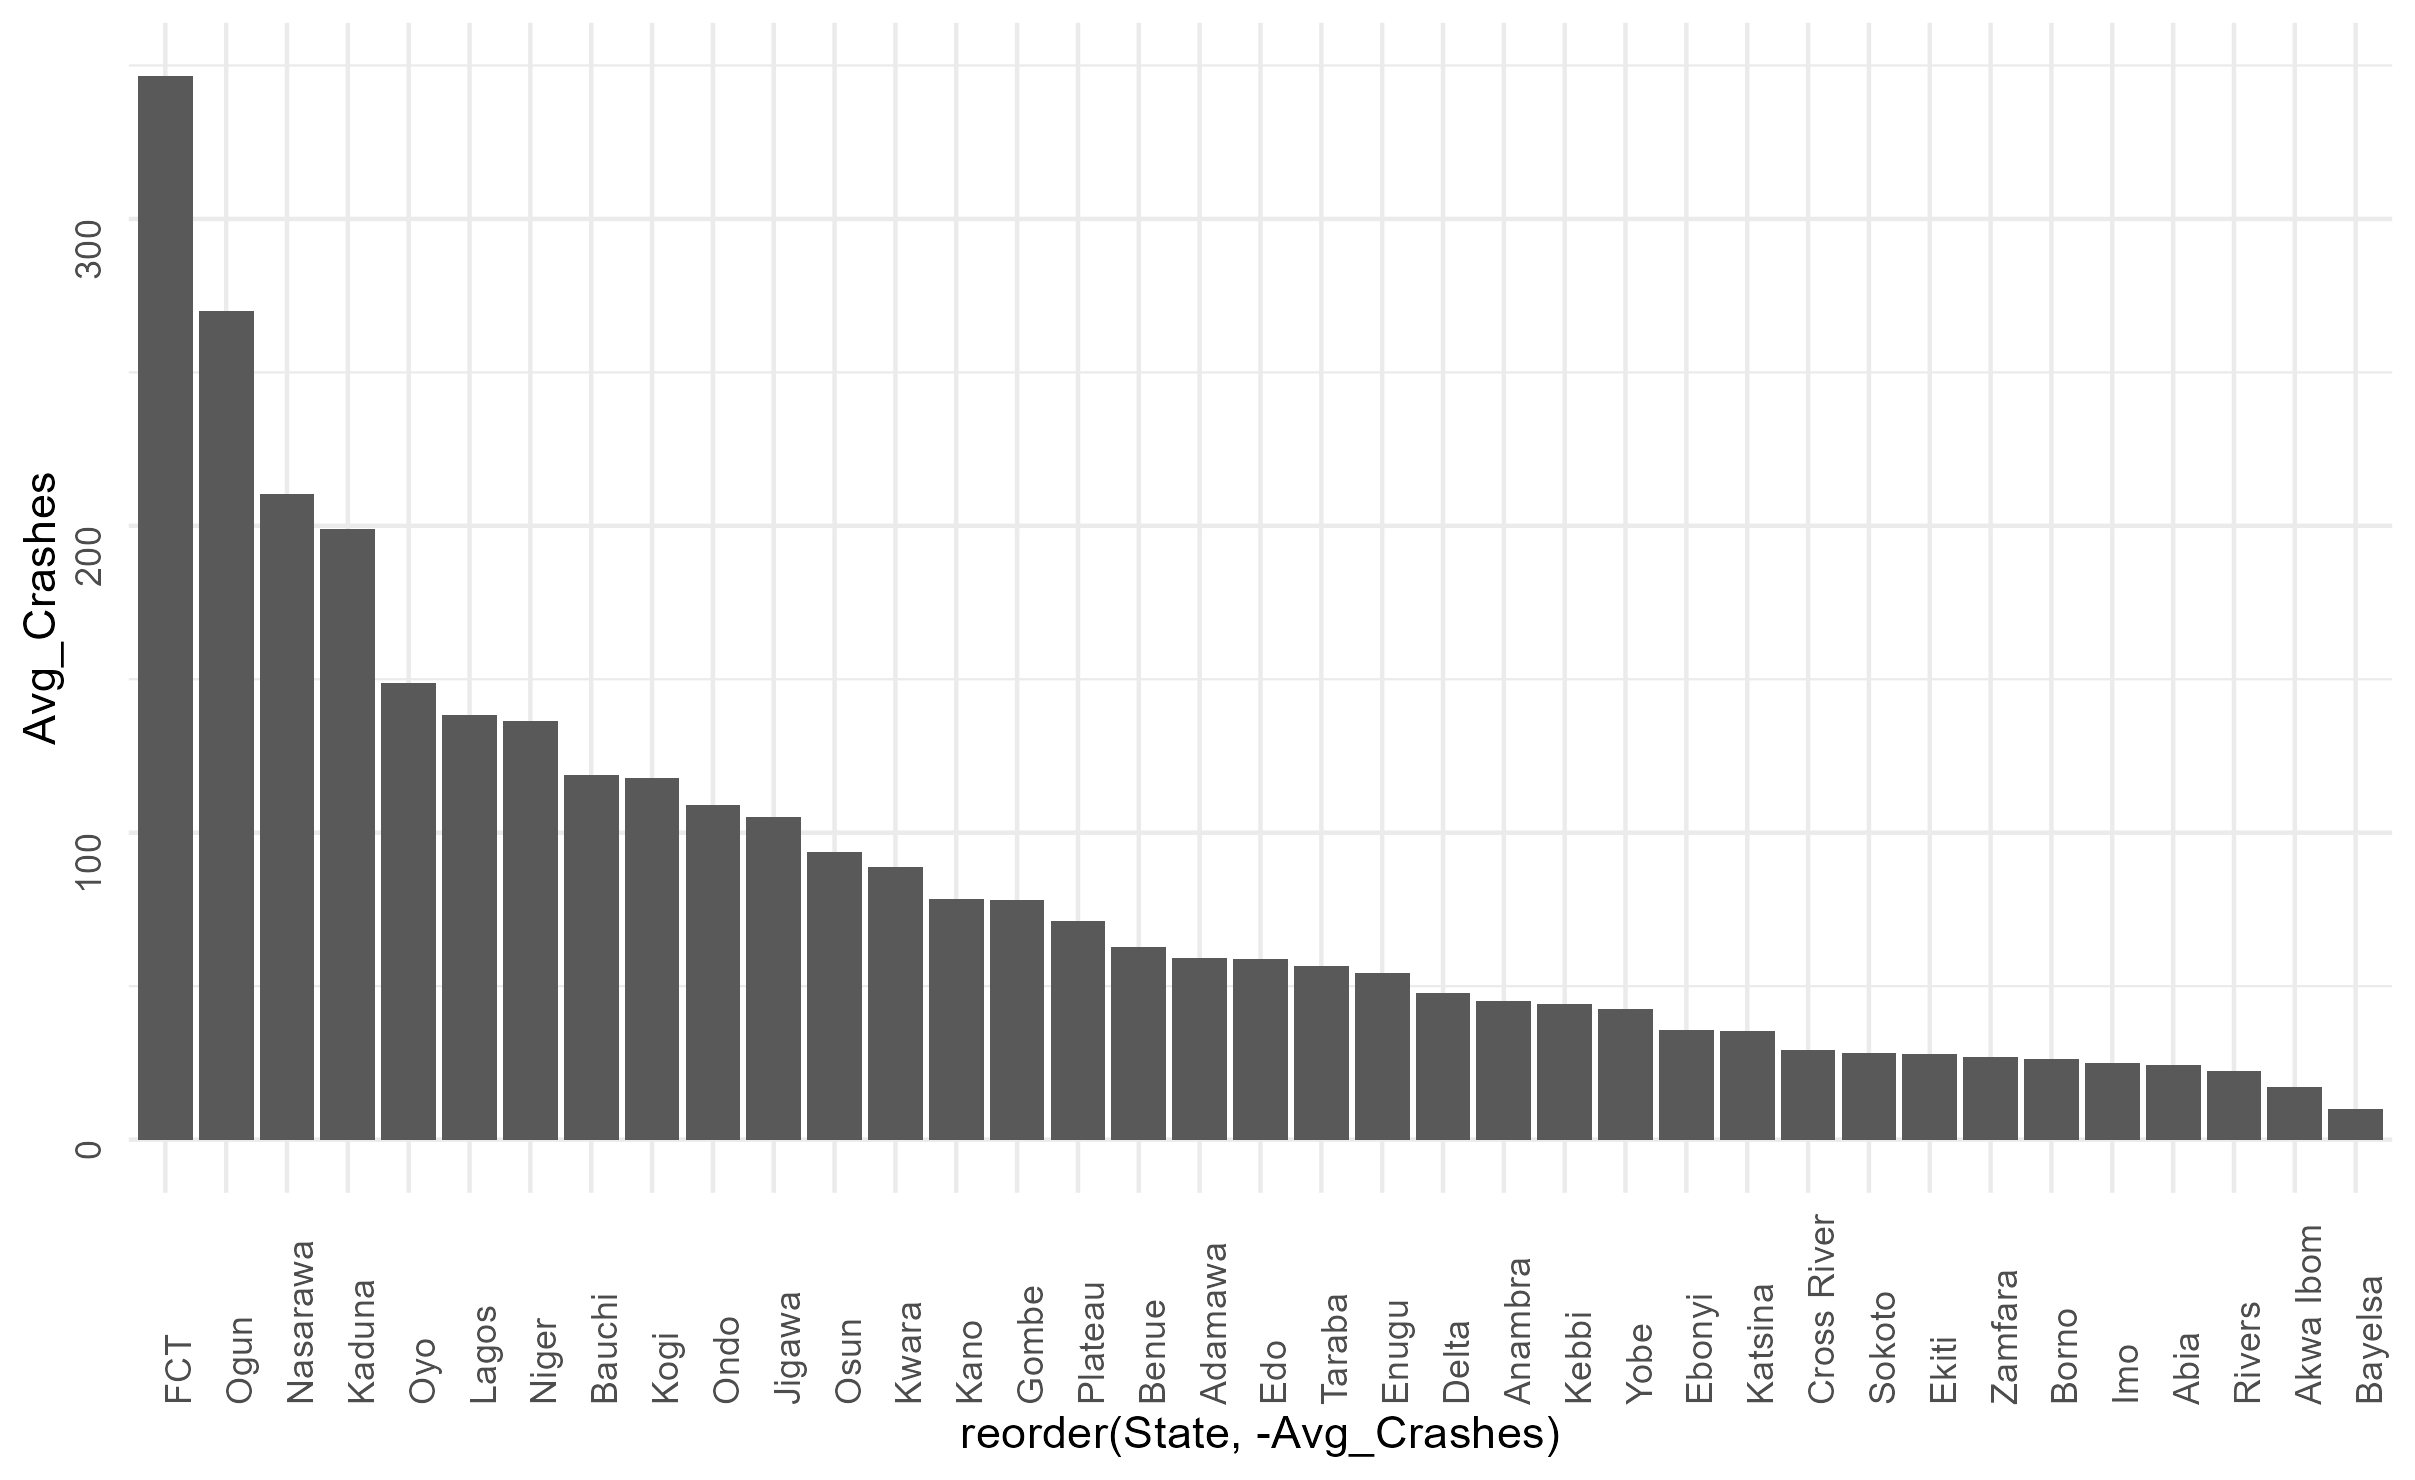 Avg_Crashes
300
200
100
0
FCT
Ogun
Nasarawa
Kaduna
Oyo
Lagos
Niger
Bauchi
Kogi
Ondo
Jigawa
Osun
Kwara
Kano
Gombe
Plateau
Benue
Adamawa
Edo
Taraba
Enugu
Delta
Anambra
Kebbi
Yobe
Ebonyi
Katsina
Cross River
Sokoto
Ekiti
Zamfara
Borno
Imo
Abia
Rivers
Akwa Ibom
Bayelsa
reorder(State, -Avg_Crashes)